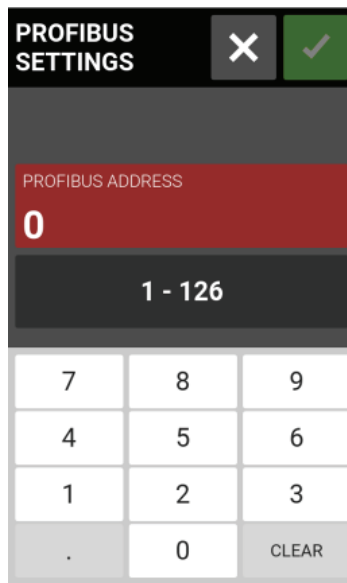 PROFIBUS
SETTINGS
PROFIBUS ADDRESS
0
1 - 126
7 8 9
4 5 6
1 2 3
. 0 CLEAR